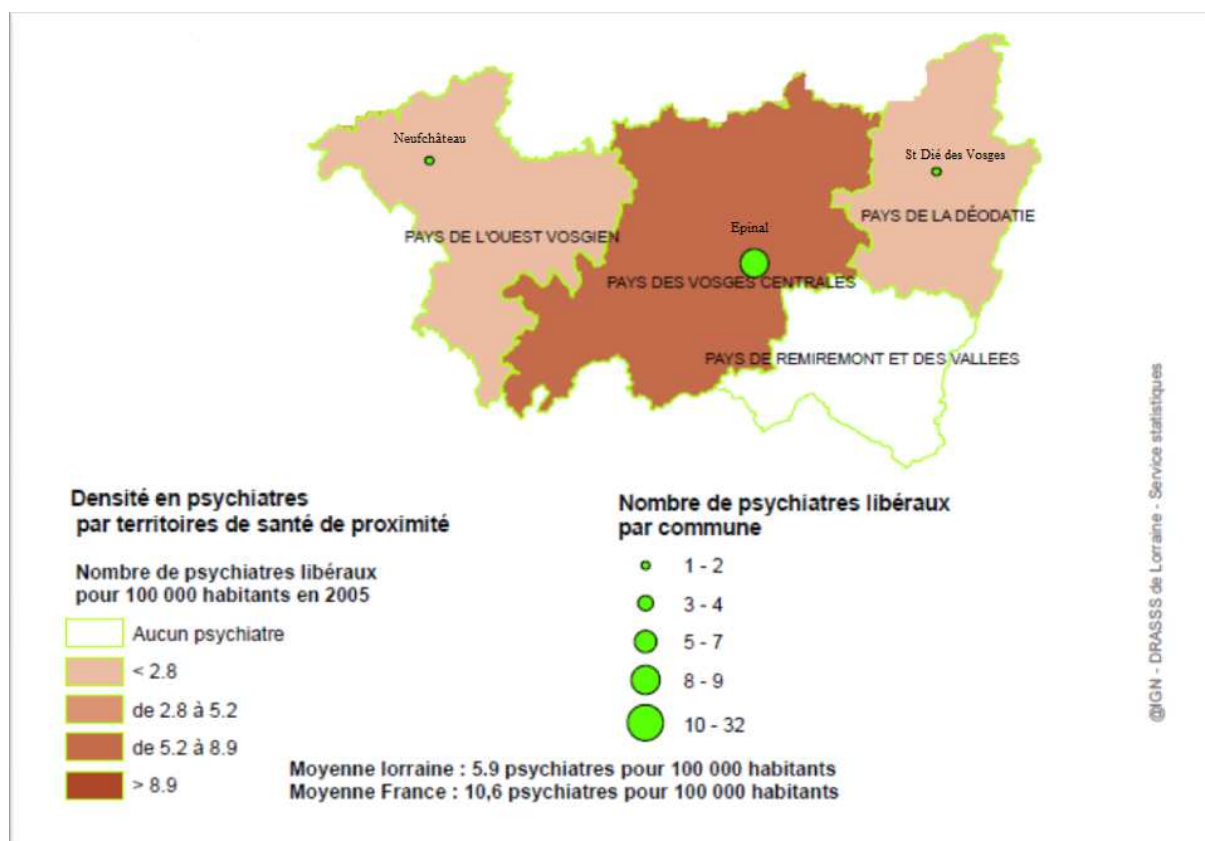 Neufchâteau
St Dié des Vosges
PAYS DE LA DÉODATIE
PAYS DE L'OUEST VOSGIEN
Epinal
PAYS DES VOSGES CENTRALES
PAYS DE REMIREMONT ET DES VALLEES
Densité en psychiatres
par territoires de santé de proximité
Nombre de psychiatres libéraux
pour 100 000 habitants en 2005
Aucun psychiatre
< 2.8
de 2.8 à 5.2
de 5.2 à 8.9
> 8.9
Nombre de psychiatres libéraux
par commune
1 - 2
3 - 4
5 - 7
8 - 9
10 - 32
Moyenne lorraine : 5.9 psychiatres pour 100 000 habitants
Moyenne France : 10,6 psychiatres pour 100 000 habitants
@IGN - DRASSS de Lorraine - Service statistiques